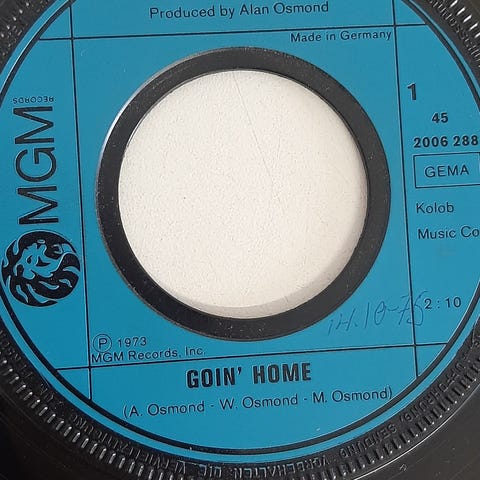 Produced by Alan Osmond
Made in Germany
MGM
RECORDS
1
45
2006 288
GEMA
Kolob
Music Co
14.10-75
2:10
Ⓟ 1973
MGM Records, Inc.
GOIN' HOME
(A. Osmond - W. Osmond - M. Osmond)